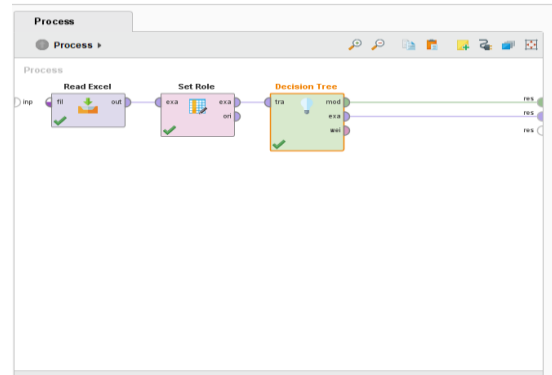 Process
Process
Process
Read Excel
Set Role
Decision Tree
inp
fil
out
exa
exa
ori
tra
mod
exa
wei
res
res
res